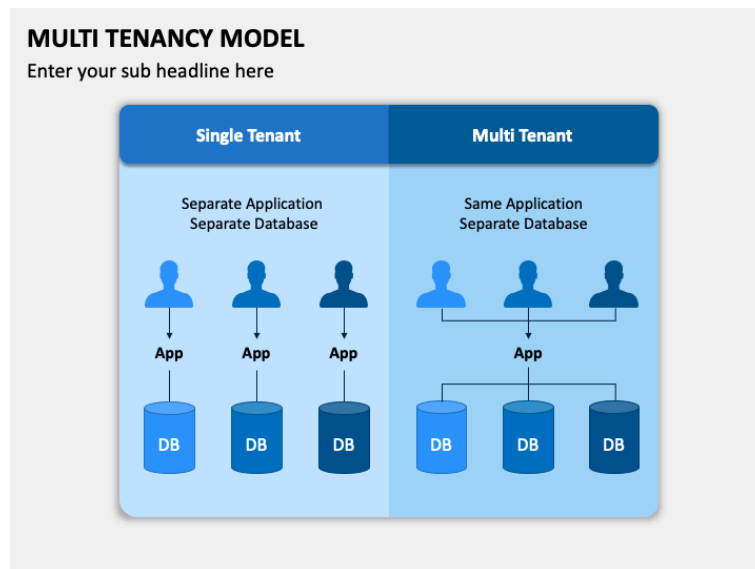 MULTI TENANCY MODEL
Enter your sub headline here
Single Tenant
Multi Tenant
Separate Application
Separate Database
Same Application
Separate Database
App
App
App
App
DB
DB
DB
DB
DB
DB